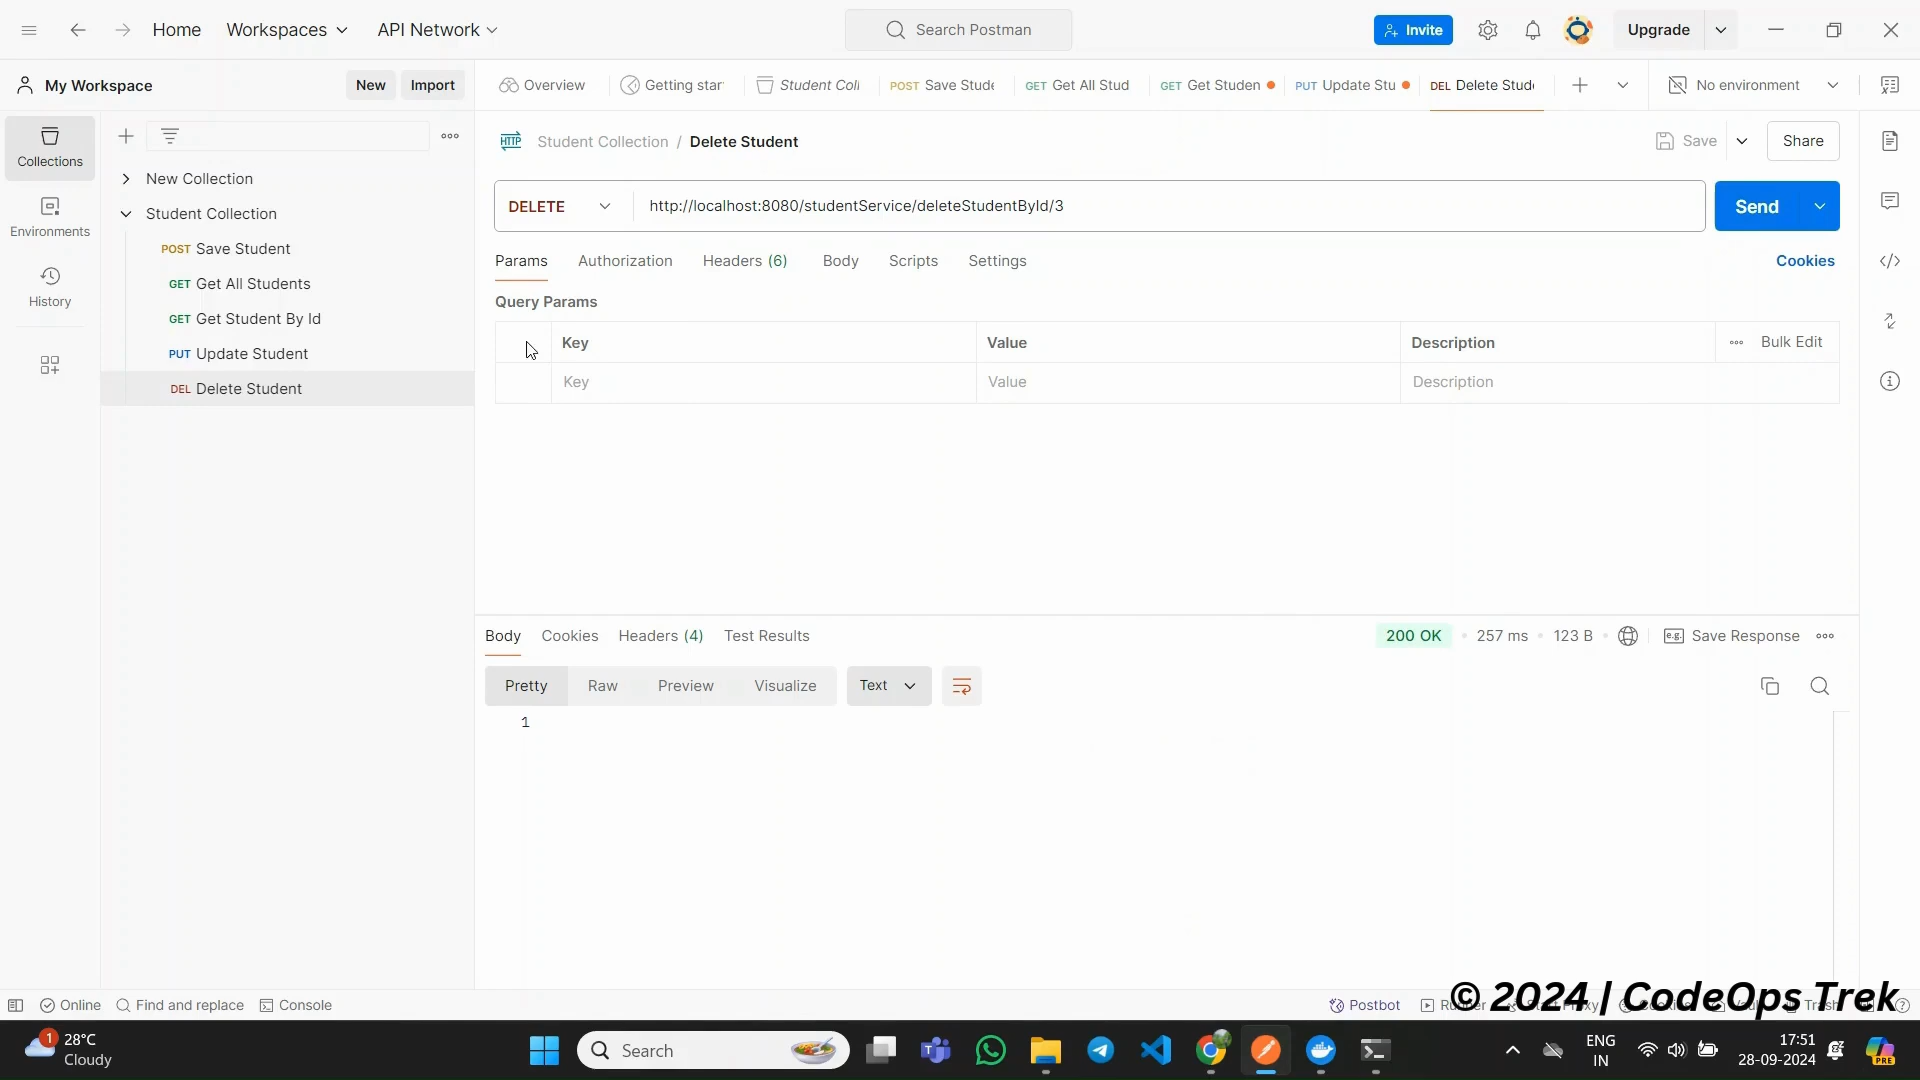 Home Workspaces API Network Search Postman Invite Upgrade
My Workspace New Import Overview Getting star Student Coll POST Save Stude GET Get All Stud GET Get Studen PUT Update Stu DEL Delete Stude No environment
Collections
Environments
History
New Collection
Student Collection
POST Save Student
GET Get All Students
GET Get Student By Id
PUT Update Student
DEL Delete Student
HTTP Student Collection / Delete Student Save Share
DELETE http://localhost:8080/studentService/deleteStudentById/3 Send
Params Authorization Headers (6) Body Scripts Settings Cookies
Query Params
Key Value Description Bulk Edit
Key Value Description
Body Cookies Headers (4) Test Results 200 OK 257 ms 123 B e.g. Save Response
Pretty Raw Preview Visualize Text
1
Online Find and replace Console Postbot
© 2024 | CodeOps Trek
1 28°C
Cloudy
Search
ENG
IN
17:51
28-09-2024
PRE